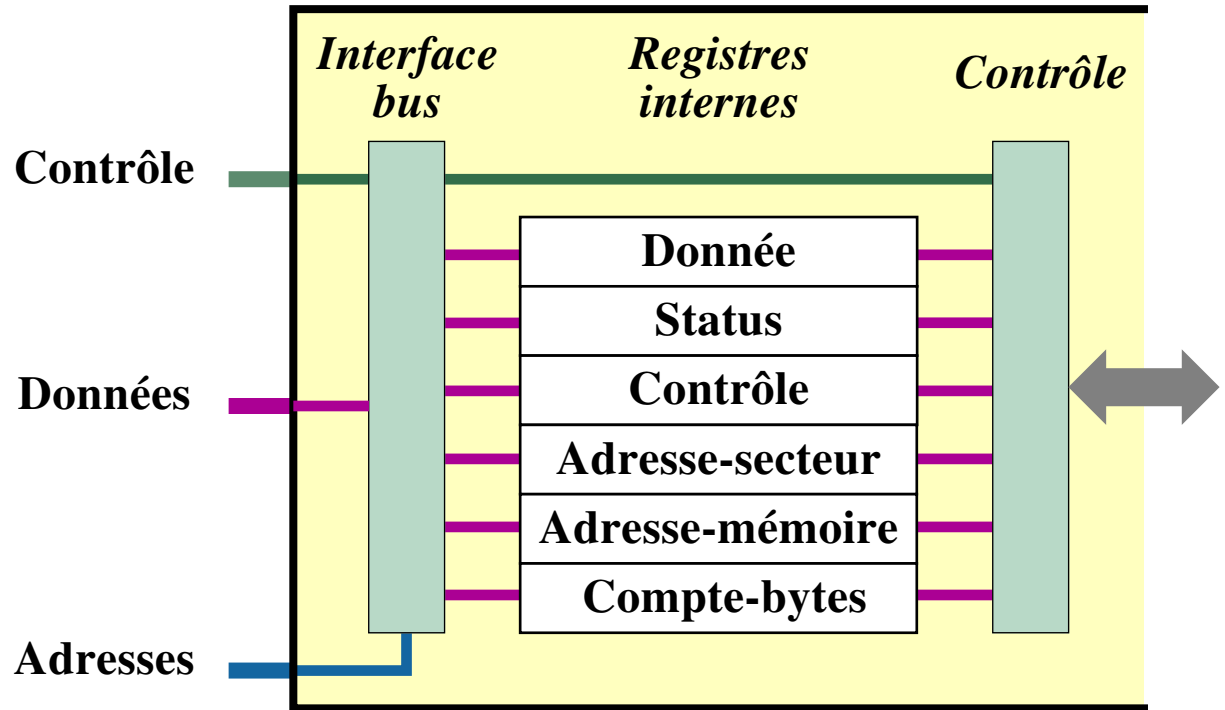 Interface
bus
Registres
internes
Contrôle
Contrôle
Données
Adresses
Donnée
Status
Contrôle
Adresse-secteur
Adresse-mémoire
Compte-bytes